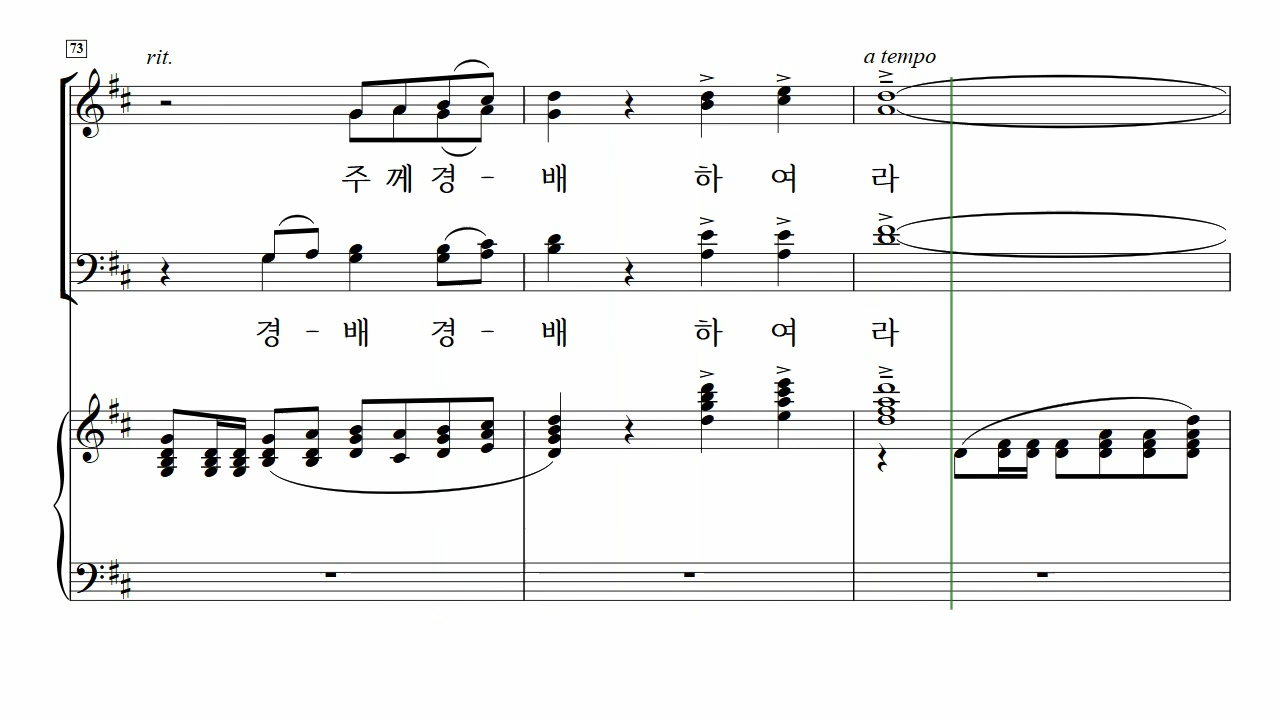 73
rit. a tempo
주 께 경 - 배 하 여 라
경 - 배 경 - 배 하 여 라